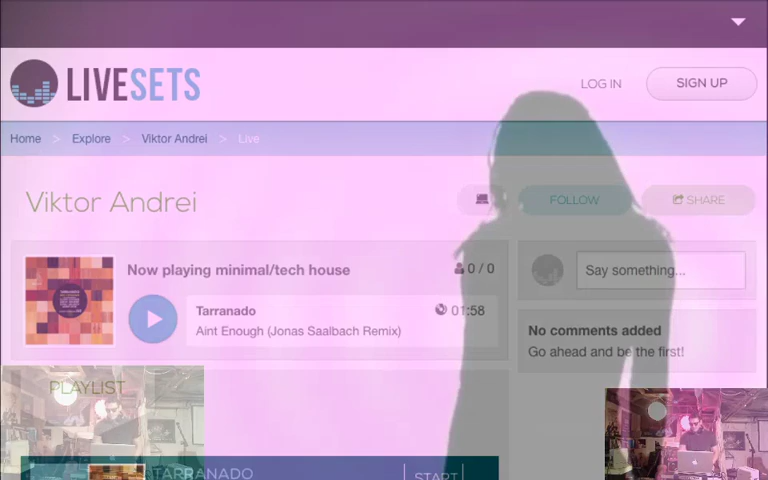 LIVESETS
LOG IN
SIGN UP
Home > Explore > Viktor Andrei > Live
Viktor Andrei
FOLLOW
SHARE
Now playing minimal/tech house
0 / 0
Say something...
Tarranado
01:58
Aint Enough (Jonas Saalbach Remix)
No comments added
Go ahead and be the first!
PLAYLIST
TARRANADO
START